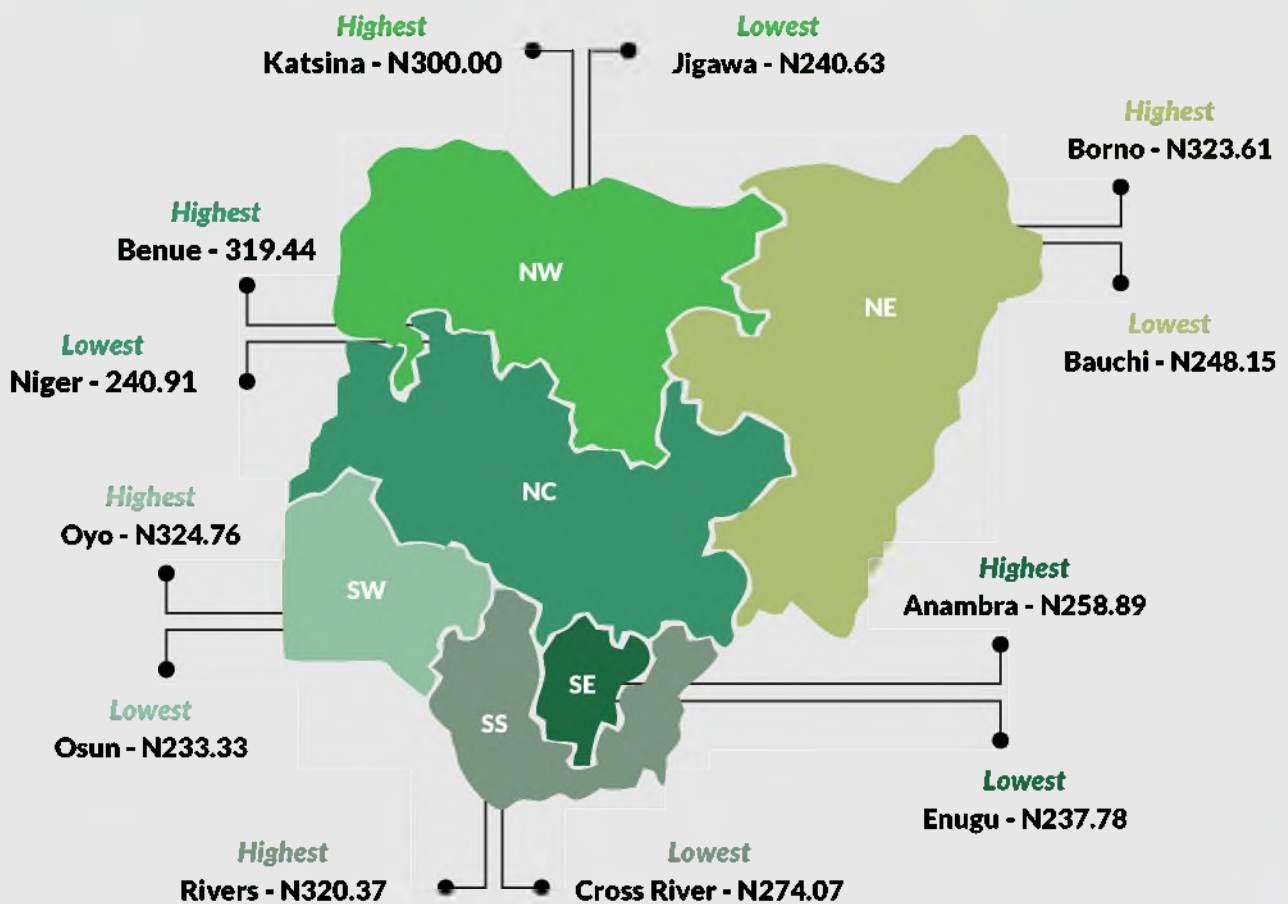 Highest
Katsina - N300.00
Lowest
Jigawa - N240.63
Highest
Borno - N323.61
Highest
Benue - 319.44
NW
NE
Lowest
Niger - 240.91
Lowest
Bauchi - N248.15
NC
Highest
Oyo - N324.76
SW
Highest
Anambra - N258.89
SE
SS
Lowest
Osun - N233.33
Lowest
Enugu - N237.78
Highest
Rivers - N320.37
Lowest
Cross River - N274.07